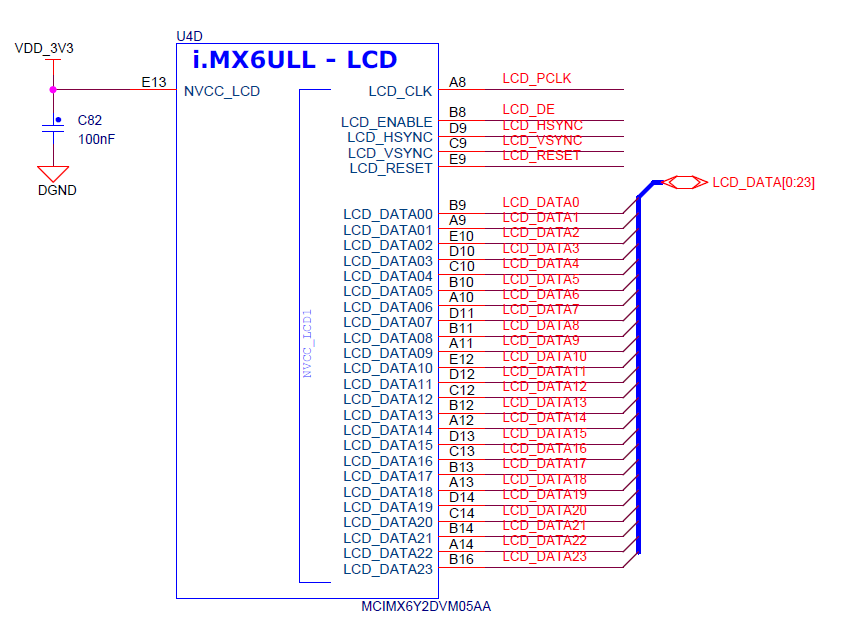 U4D
VDD_3V3
i.MX6ULL - LCD
E13 NVCC_LCD
LCD_CLK A8 LCD_PCLK
C82
100nF
DGND
LCD_ENABLE B8 LCD_DE
LCD_HSYNC D9 LCD_HSYNC
LCD_VSYNC C9 LCD_VSYNC
LCD_RESET E9 LCD_RESET
LCD_DATA[0:23]
LCD_DATA00 B9 LCD_DATA0
LCD_DATA01 A9 LCD_DATA1
LCD_DATA02 E10 LCD_DATA2
LCD_DATA03 D10 LCD_DATA3
LCD_DATA04 C10 LCD_DATA4
LCD_DATA05 B10 LCD_DATA5
LCD_DATA06 A10 LCD_DATA6
LCD_DATA07 D11 LCD_DATA7
LCD_DATA08 B11 LCD_DATA8
LCD_DATA09 A11 LCD_DATA9
LCD_DATA10 E12 LCD_DATA10
LCD_DATA11 D12 LCD_DATA11
LCD_DATA12 C12 LCD_DATA12
LCD_DATA13 B12 LCD_DATA13
LCD_DATA14 A12 LCD_DATA14
LCD_DATA15 D13 LCD_DATA15
LCD_DATA16 C13 LCD_DATA16
LCD_DATA17 B13 LCD_DATA17
LCD_DATA18 A13 LCD_DATA18
LCD_DATA19 D14 LCD_DATA19
LCD_DATA20 C14 LCD_DATA20
LCD_DATA21 B14 LCD_DATA21
LCD_DATA22 A14 LCD_DATA22
LCD_DATA23 B16 LCD_DATA23
NVCC_LCD1
MCIMX6Y2DVM05AA